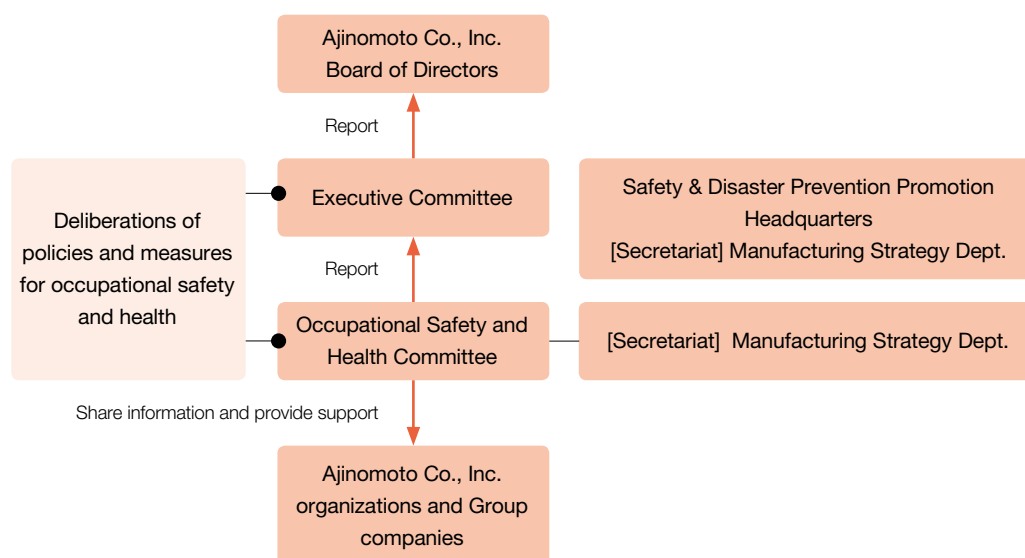 Ajinomoto Co., Inc.
Board of Directors
Report
Executive Committee
Safety & Disaster Prevention Promotion
Headquarters
[Secretariat] Manufacturing Strategy Dept.
Deliberations of
policies and measures
for occupational safety
and health
Report
Occupational Safety and
Health Committee
[Secretariat] Manufacturing Strategy Dept.
Share information and provide support
Ajinomoto Co., Inc.
organizations and Group
companies